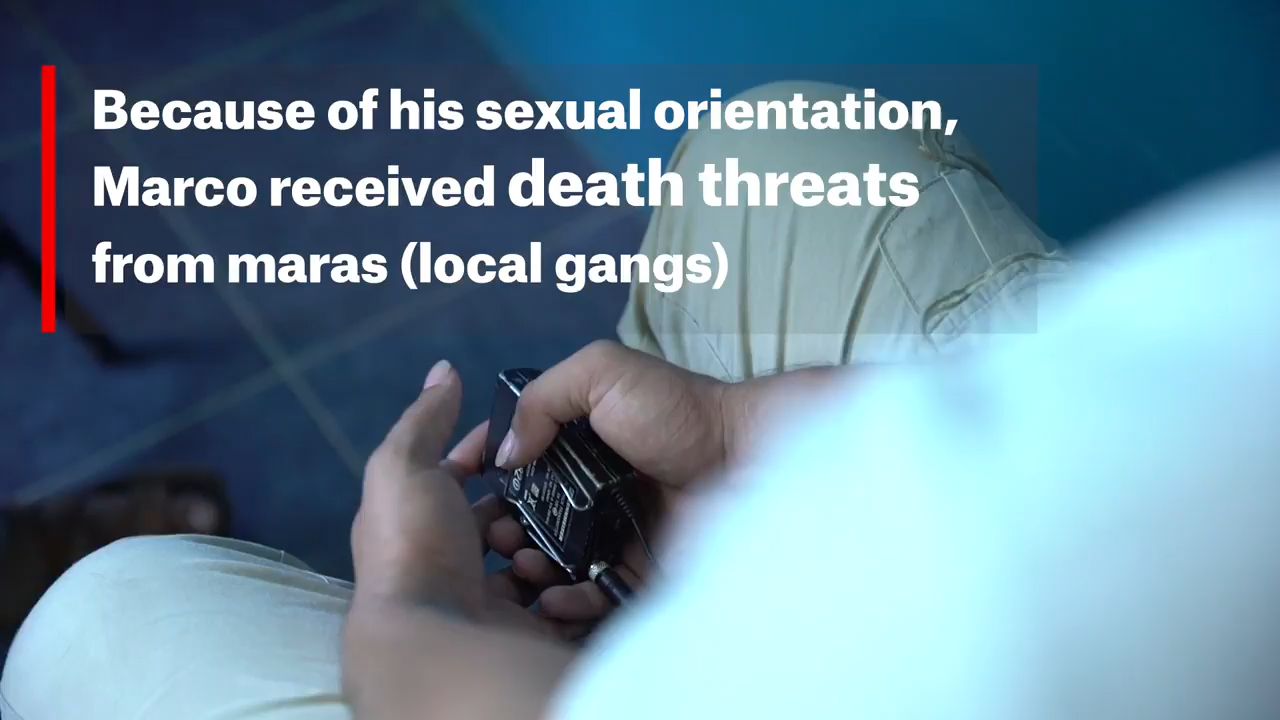 Because of his sexual orientation,
Marco received death threats
from maras (local gangs)